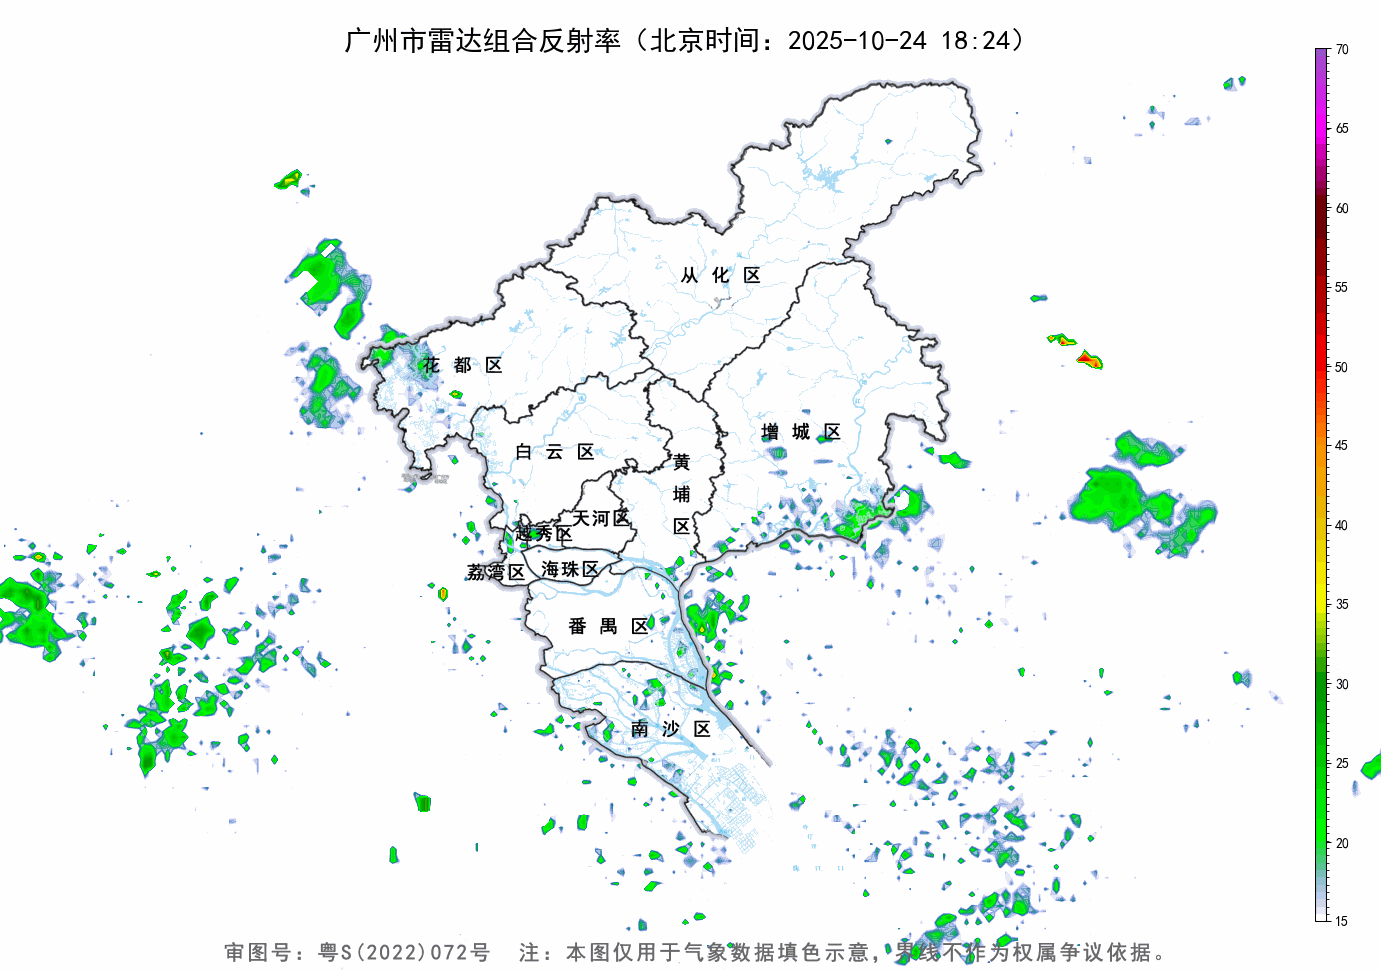 广州市雷达组合反射率（北京时间：2025-10-24 18:24）
70
65
60
55
50
45
40
35
30
25
20
15
从化区
花都区
增城区
白云区
黄埔区
天河区
越秀区
荔湾区
海珠区
番禺区
南沙区
审图号：粤S(2022)072号 注：本图仅用于气象数据填色示意，界线不作为权属争议依据。